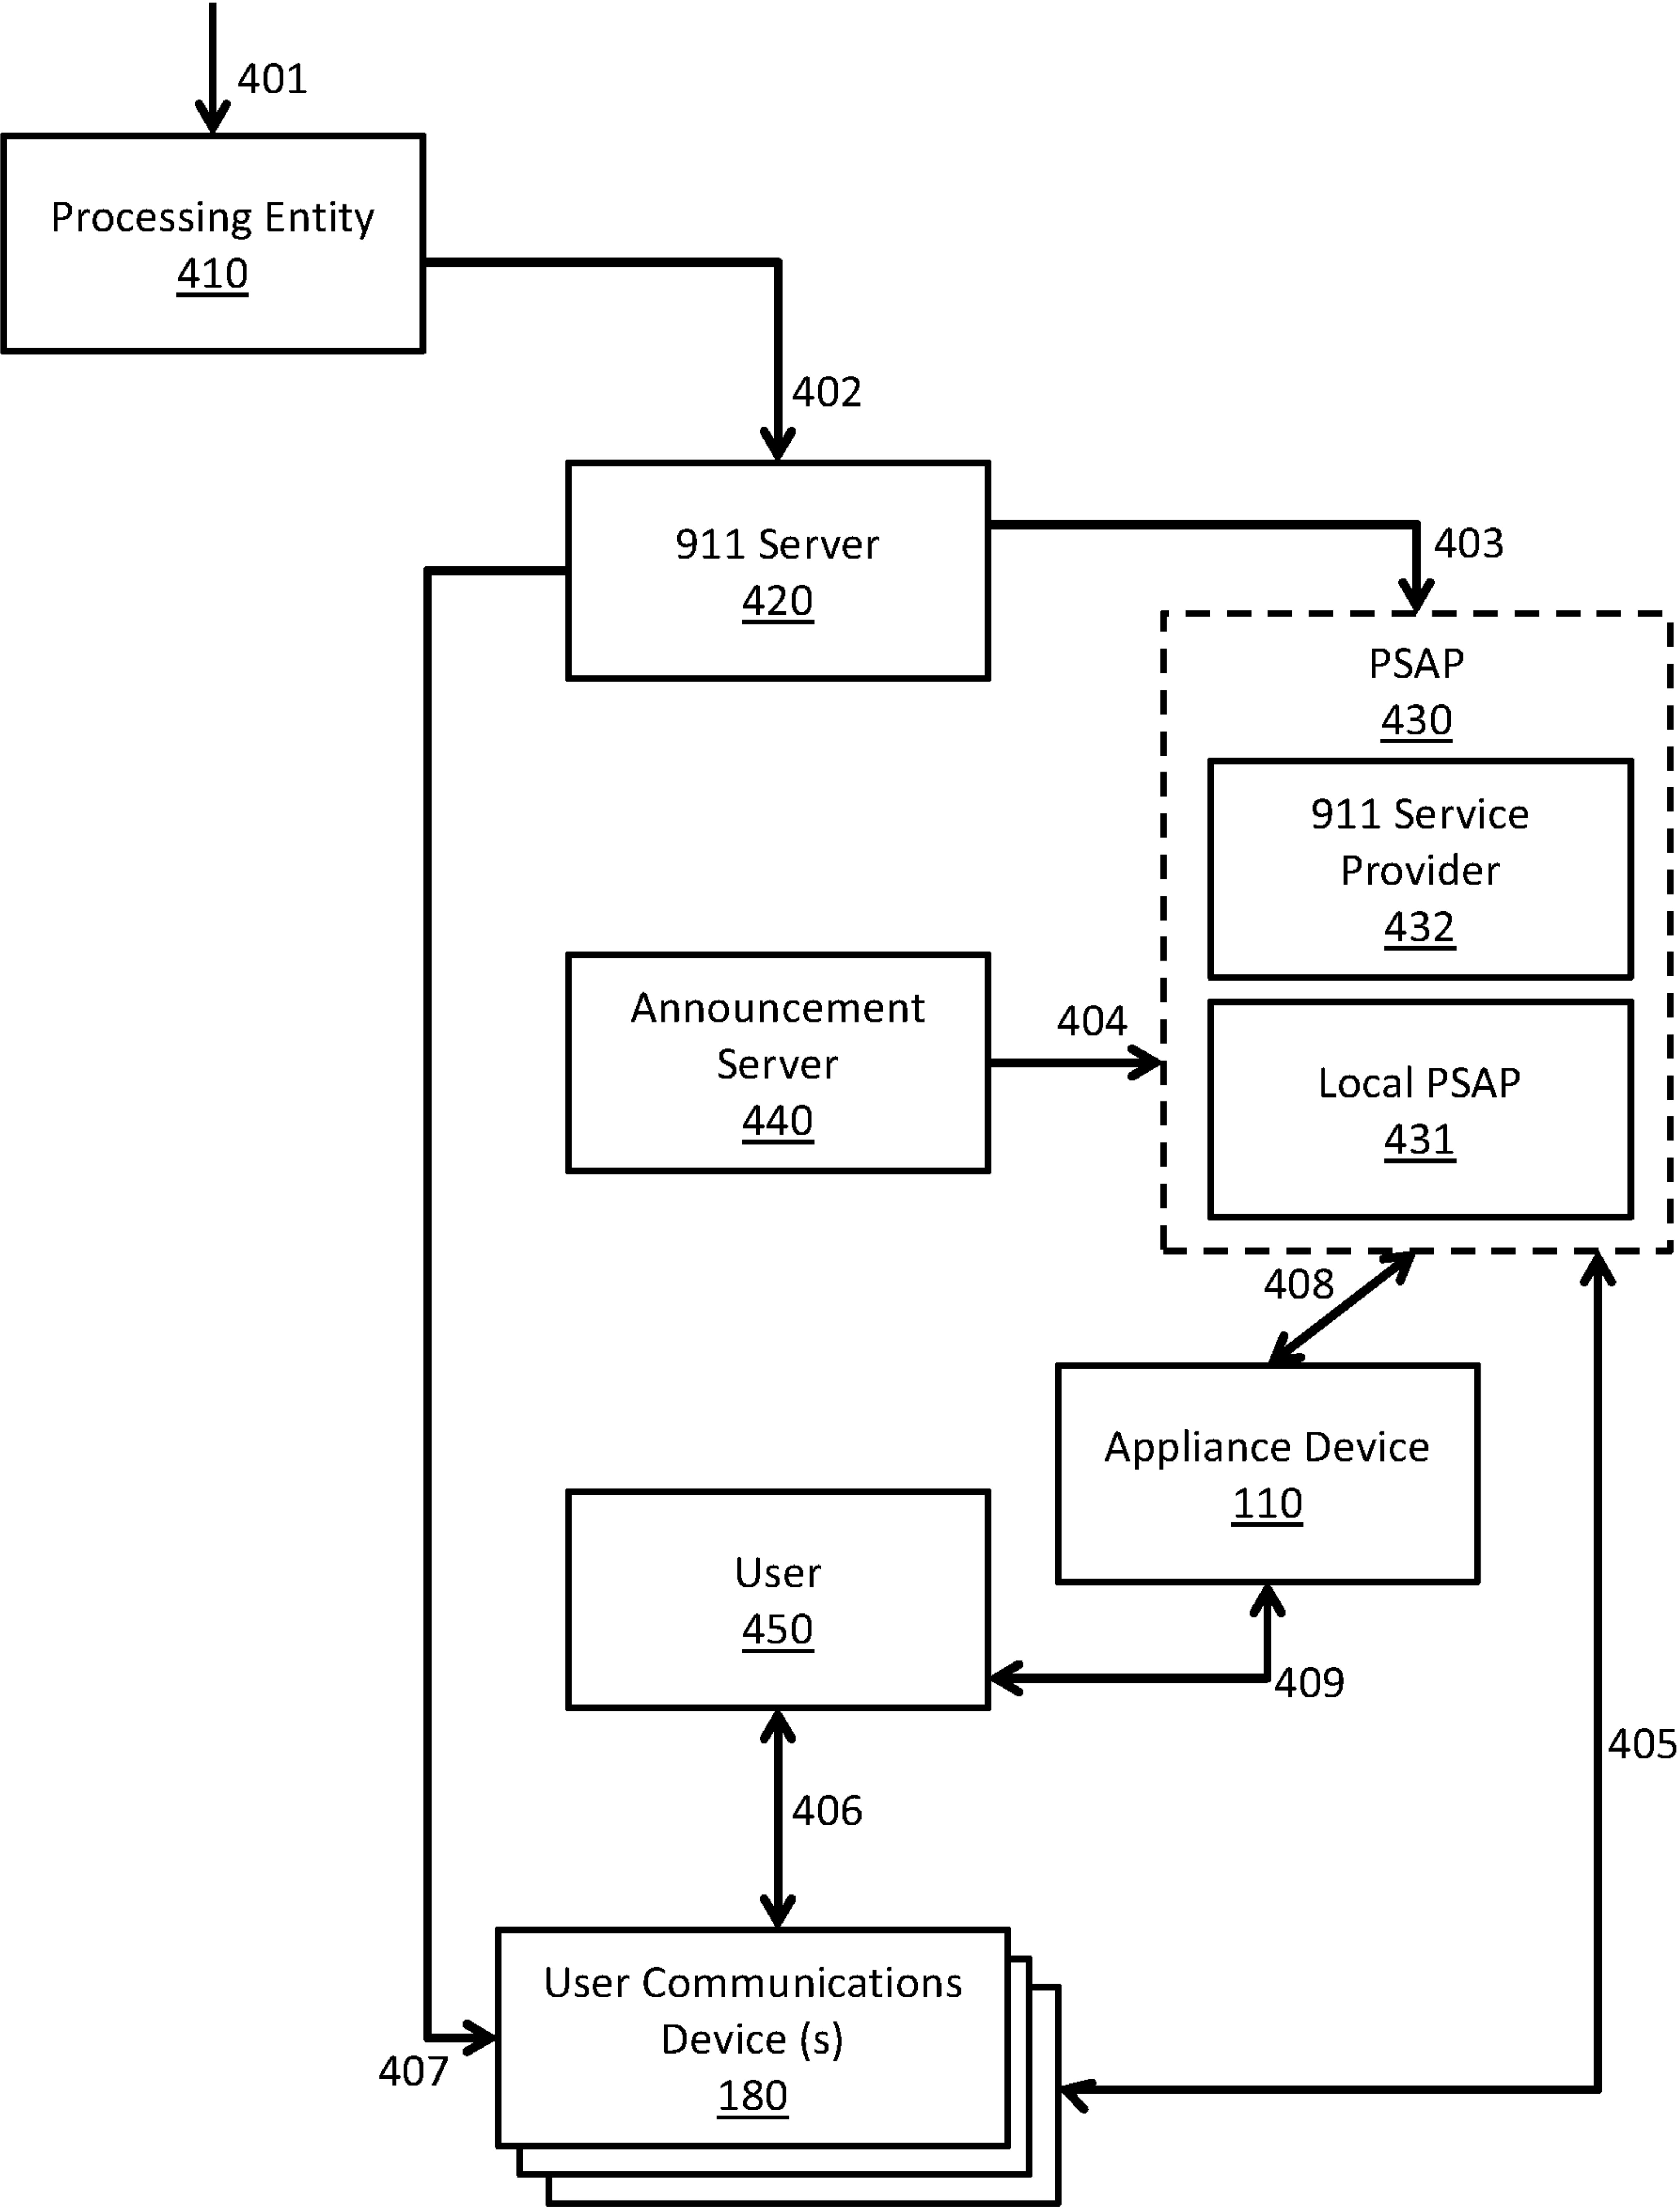 401
Processing Entity
410
402
911 Server
420
403
PSAP
430
911 Service
Provider
432
Announcement
Server
440
404
Local PSAP
431
408
Appliance Device
110
User
450
409
405
406
User Communications
Device (s)
180
407